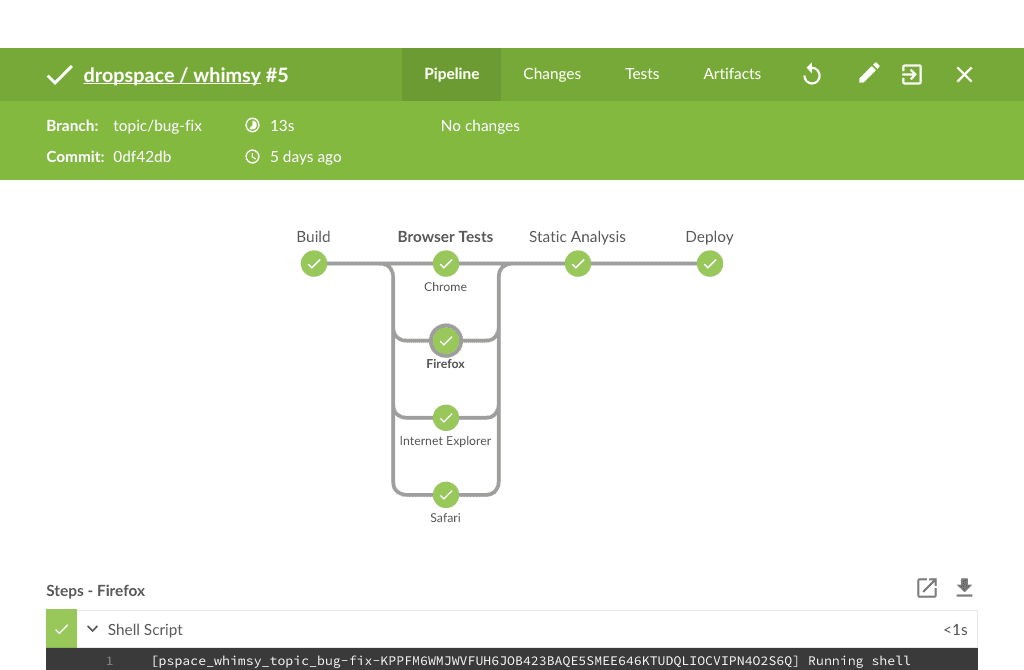 dropspace / whimsy #5 Pipeline Changes Tests Artifacts
Branch: topic/bug-fix 13s No changes
Commit: 0df42db 5 days ago
Build Browser Tests Static Analysis Deploy
Chrome
Firefox
Internet Explorer
Safari
Steps - Firefox
Shell Script <1s
1 [pspace_whimsy_topic_bug-fix-KPPFM6WMJWVFUH6JOB423BAQE5SMEE646KTUDQLIOCVIPN4O2S6Q] Running shell